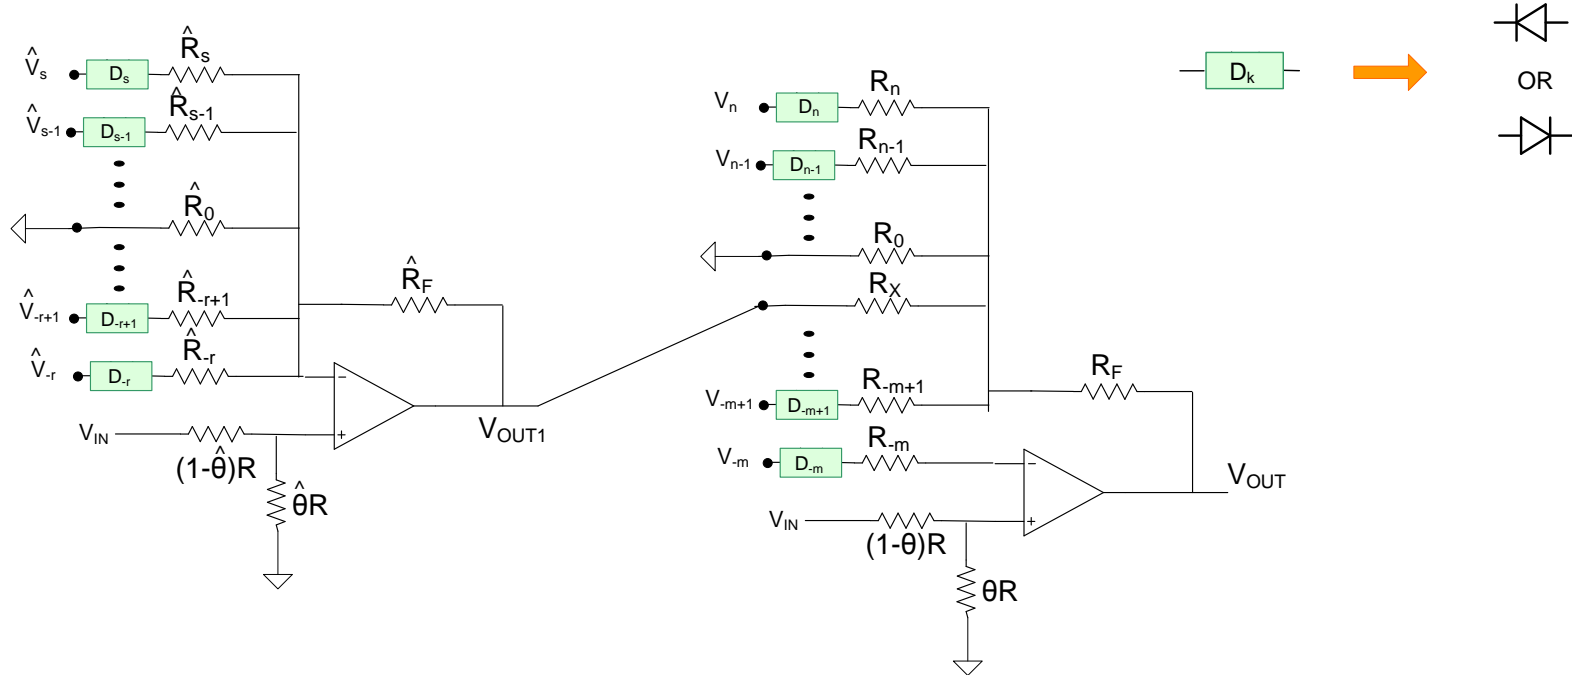 V̂s
Ds
R̂s
V̂s-1
Ds-1
R̂s-1
R̂0
V̂-r+1
D-r+1
R̂-r+1
R̂F
V̂-r
D-r
R̂-r
−
VIN
+
(1-θ̂)R
θ̂R
VOUT1
Vn
Dn
Rn
Vn-1
Dn-1
Rn-1
R0
RX
V-m+1
D-m+1
R-m+1
RF
V-m
D-m
R-m
−
VOUT
VIN
+
(1-θ)R
θR
Dk
OR